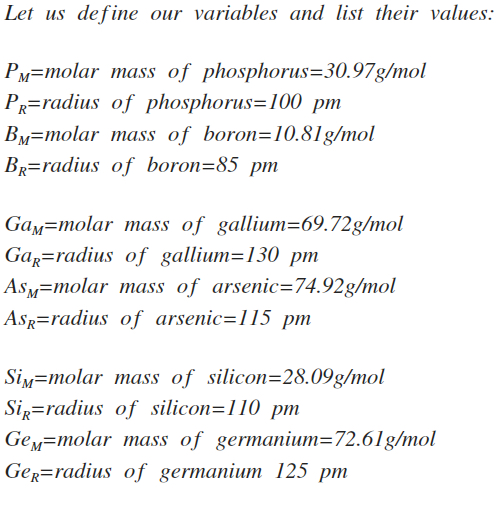 Let us define our variables and list their values:
P_M=molar mass of phosphorus=30.97g/mol
P_R=radius of phosphorus=100 pm
B_M=molar mass of boron=10.81g/mol
B_R=radius of boron=85 pm
Ga_M=molar mass of gallium=69.72g/mol
Ga_R=radius of gallium=130 pm
As_M=molar mass of arsenic=74.92g/mol
As_R=radius of arsenic=115 pm
Si_M=molar mass of silicon=28.09g/mol
Si_R=radius of silicon=110 pm
Ge_M=molar mass of germanium=72.61g/mol
Ge_R=radius of germanium 125 pm